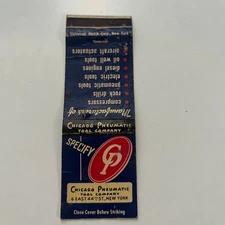 Universal Match Corp., New York
aircraft actuators
oil well tools
diesel engines
electric tools
pneumatic tools
rock drills
compressors
Manufacturers of
CHICAGO PNEUMATIC
TOOL COMPANY
SPECIFY
CP
CHICAGO PNEUMATIC
TOOL COMPANY
6 EAST 44TH ST., NEW YORK
Close Cover Before Striking